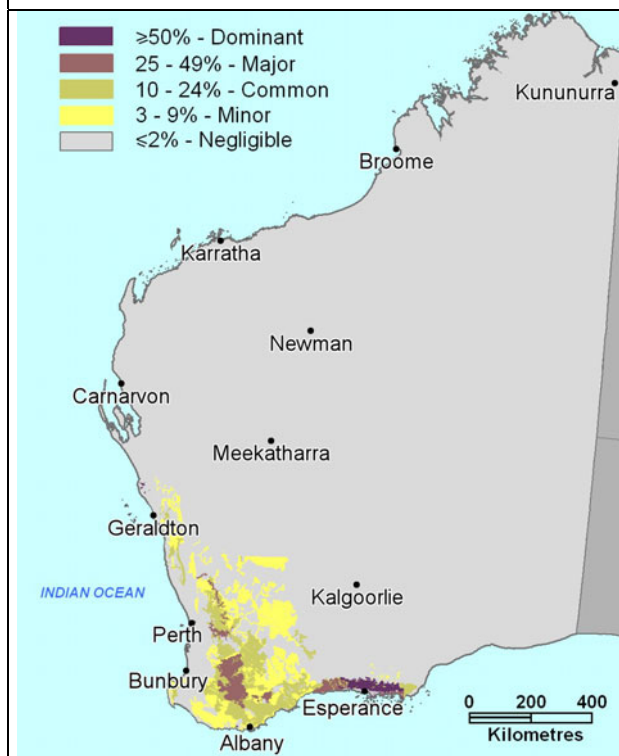 ≥50% - Dominant
25 - 49% - Major
10 - 24% - Common
3 - 9% - Minor
≤2% - Negligible
Kununurra
Broome
Karratha
Newman
Carnarvon
Meekatharra
Geraldton
INDIAN OCEAN
Kalgoorlie
Perth
Bunbury
Esperance
Albany
0 200 400
Kilometres